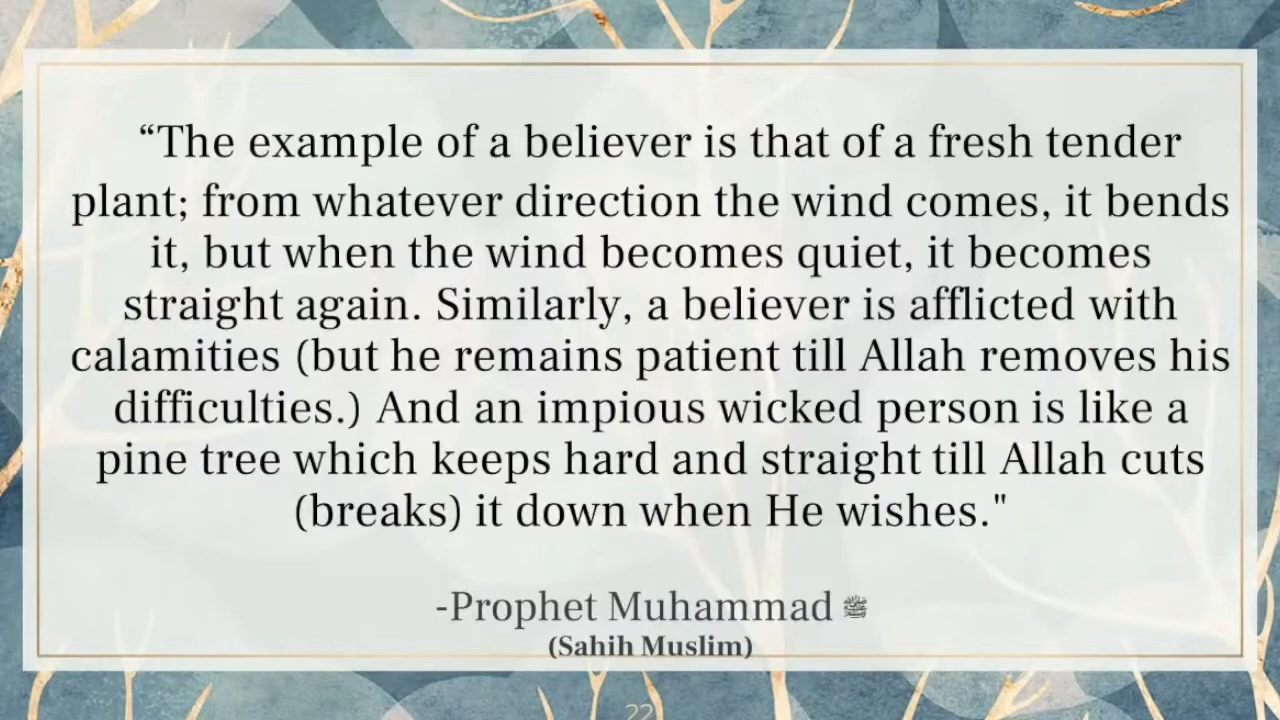 “The example of a believer is that of a fresh tender
plant; from whatever direction the wind comes, it bends
it, but when the wind becomes quiet, it becomes
straight again. Similarly, a believer is afflicted with
calamities (but he remains patient till Allah removes his
difficulties.) And an impious wicked person is like a
pine tree which keeps hard and straight till Allah cuts
(breaks) it down when He wishes."
-Prophet Muhammad ﷺ
(Sahih Muslim)
22